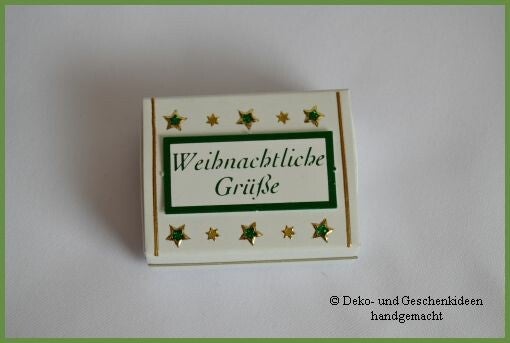 Weihnachtliche
Grüße
© Deko- und Geschenkideen
handgemacht